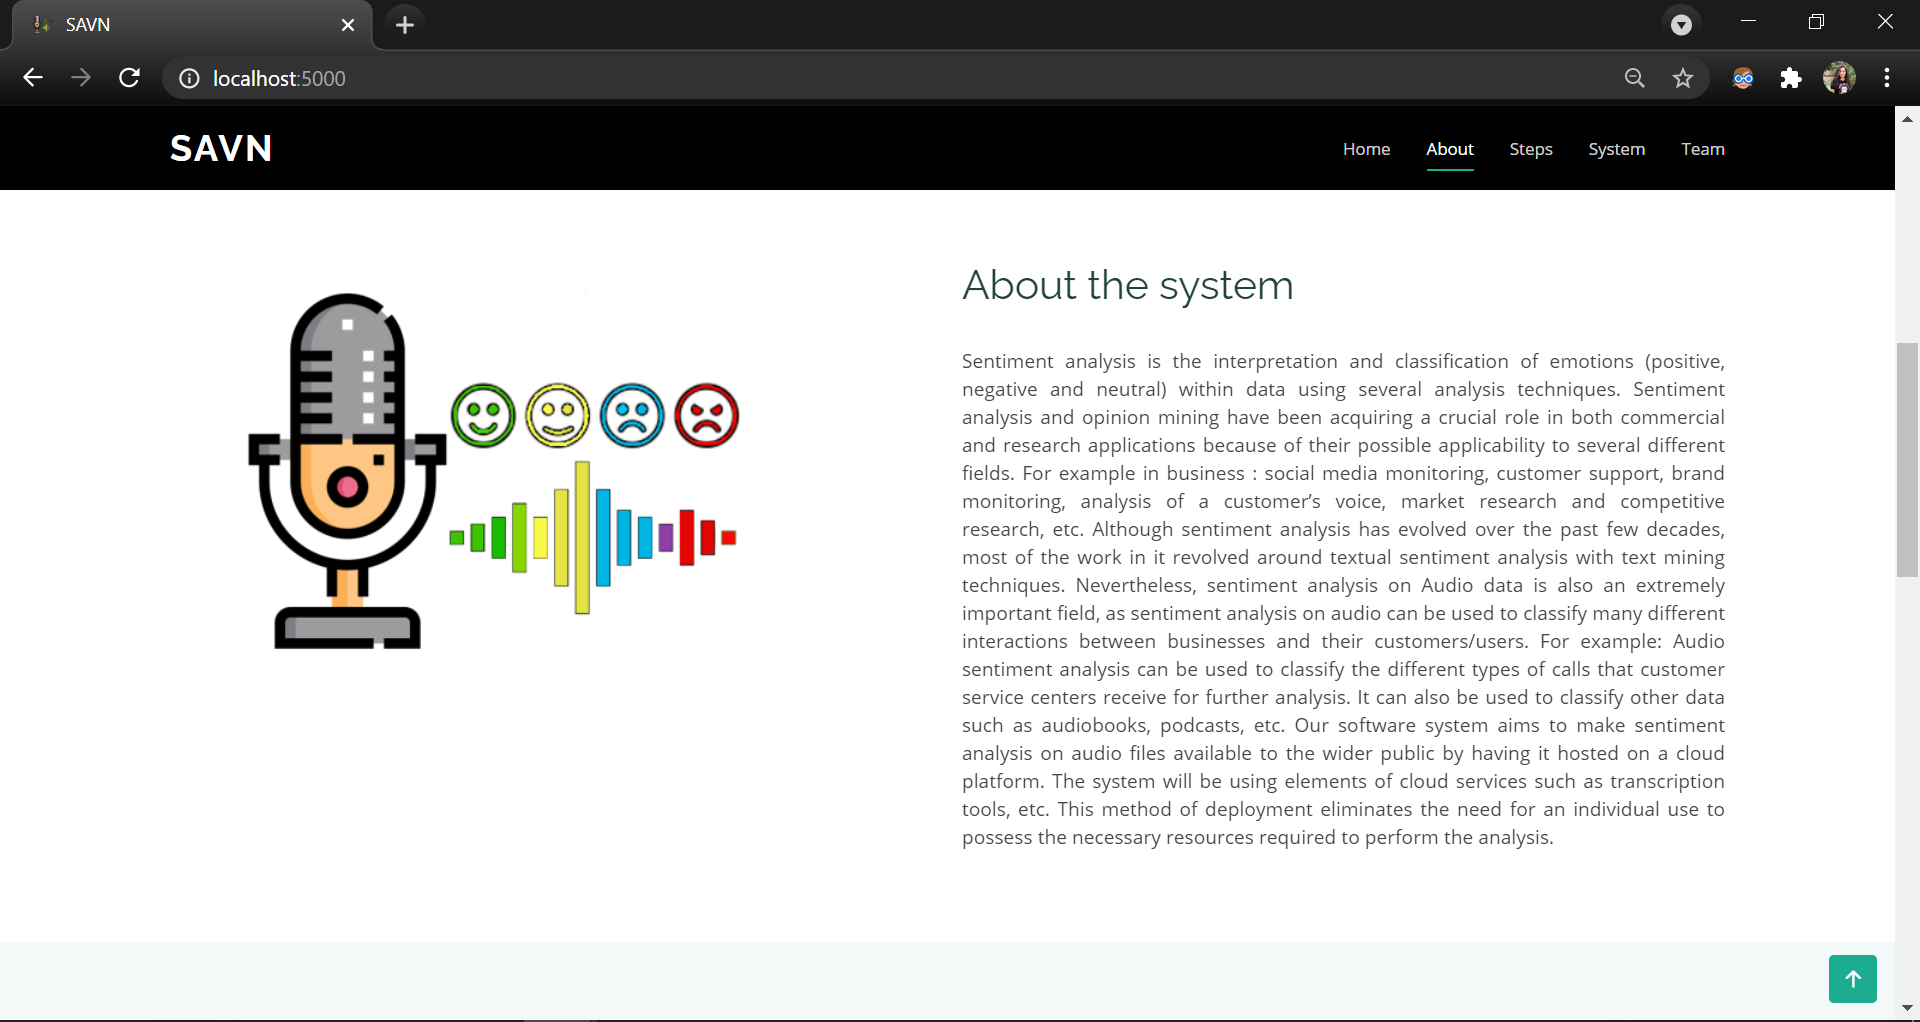 SAVN
localhost:5000
SAVN
Home About Steps System Team
About the system
Sentiment analysis is the interpretation and classification of emotions (positive,
negative and neutral) within data using several analysis techniques. Sentiment
analysis and opinion mining have been acquiring a crucial role in both commercial
and research applications because of their possible applicability to several different
fields. For example in business : social media monitoring, customer support, brand
monitoring, analysis of a customer’s voice, market research and competitive
research, etc. Although sentiment analysis has evolved over the past few decades,
most of the work in it revolved around textual sentiment analysis with text mining
techniques. Nevertheless, sentiment analysis on Audio data is also an extremely
important field, as sentiment analysis on audio can be used to classify many different
interactions between businesses and their customers/users. For example: Audio
sentiment analysis can be used to classify the different types of calls that customer
service centers receive for further analysis. It can also be used to classify other data
such as audiobooks, podcasts, etc. Our software system aims to make sentiment
analysis on audio files available to the wider public by having it hosted on a cloud
platform. The system will be using elements of cloud services such as transcription
tools, etc. This method of deployment eliminates the need for an individual use to
possess the necessary resources required to perform the analysis.